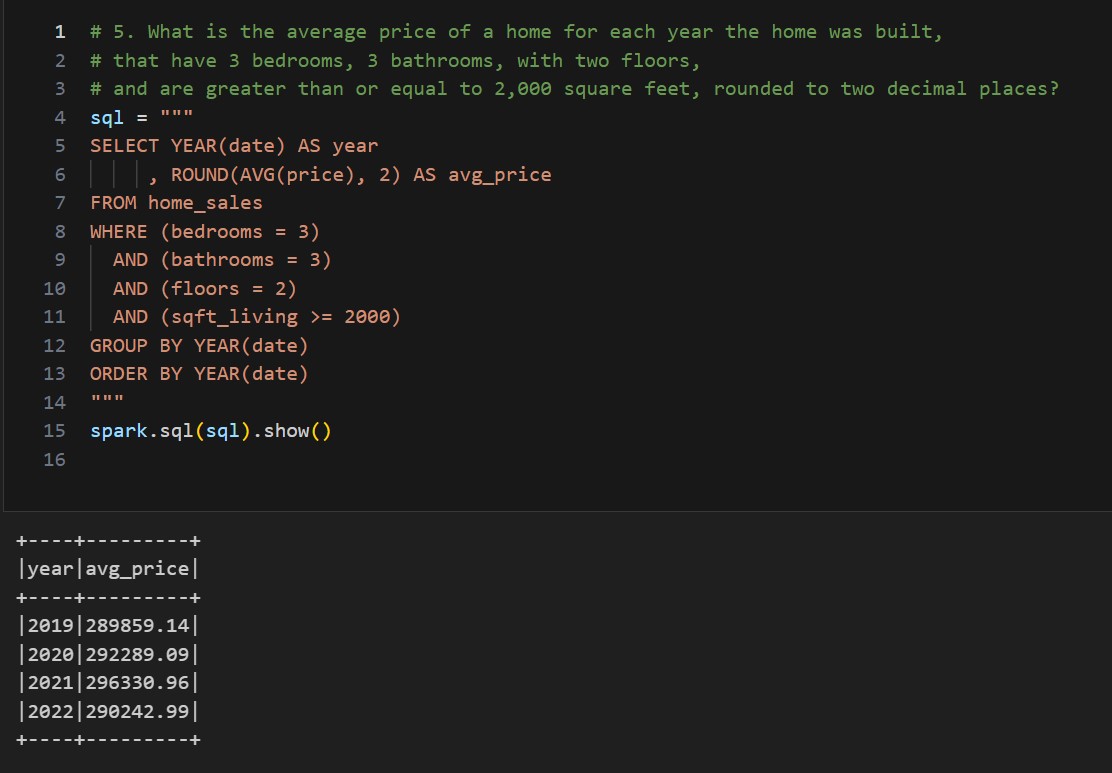 1 # 5. What is the average price of a home for each year the home was built,
2 # that have 3 bedrooms, 3 bathrooms, with two floors,
3 # and are greater than or equal to 2,000 square feet, rounded to two decimal places?
4 sql = """
5 SELECT YEAR(date) AS year
6      , ROUND(AVG(price), 2) AS avg_price
7 FROM home_sales
8 WHERE (bedrooms = 3)
9   AND (bathrooms = 3)
10   AND (floors = 2)
11   AND (sqft_living >= 2000)
12 GROUP BY YEAR(date)
13 ORDER BY YEAR(date)
14 """
15 spark.sql(sql).show()
16
+----+---------+
|year|avg_price|
+----+---------+
|2019|289859.14|
|2020|292289.09|
|2021|296330.96|
|2022|290242.99|
+----+---------+